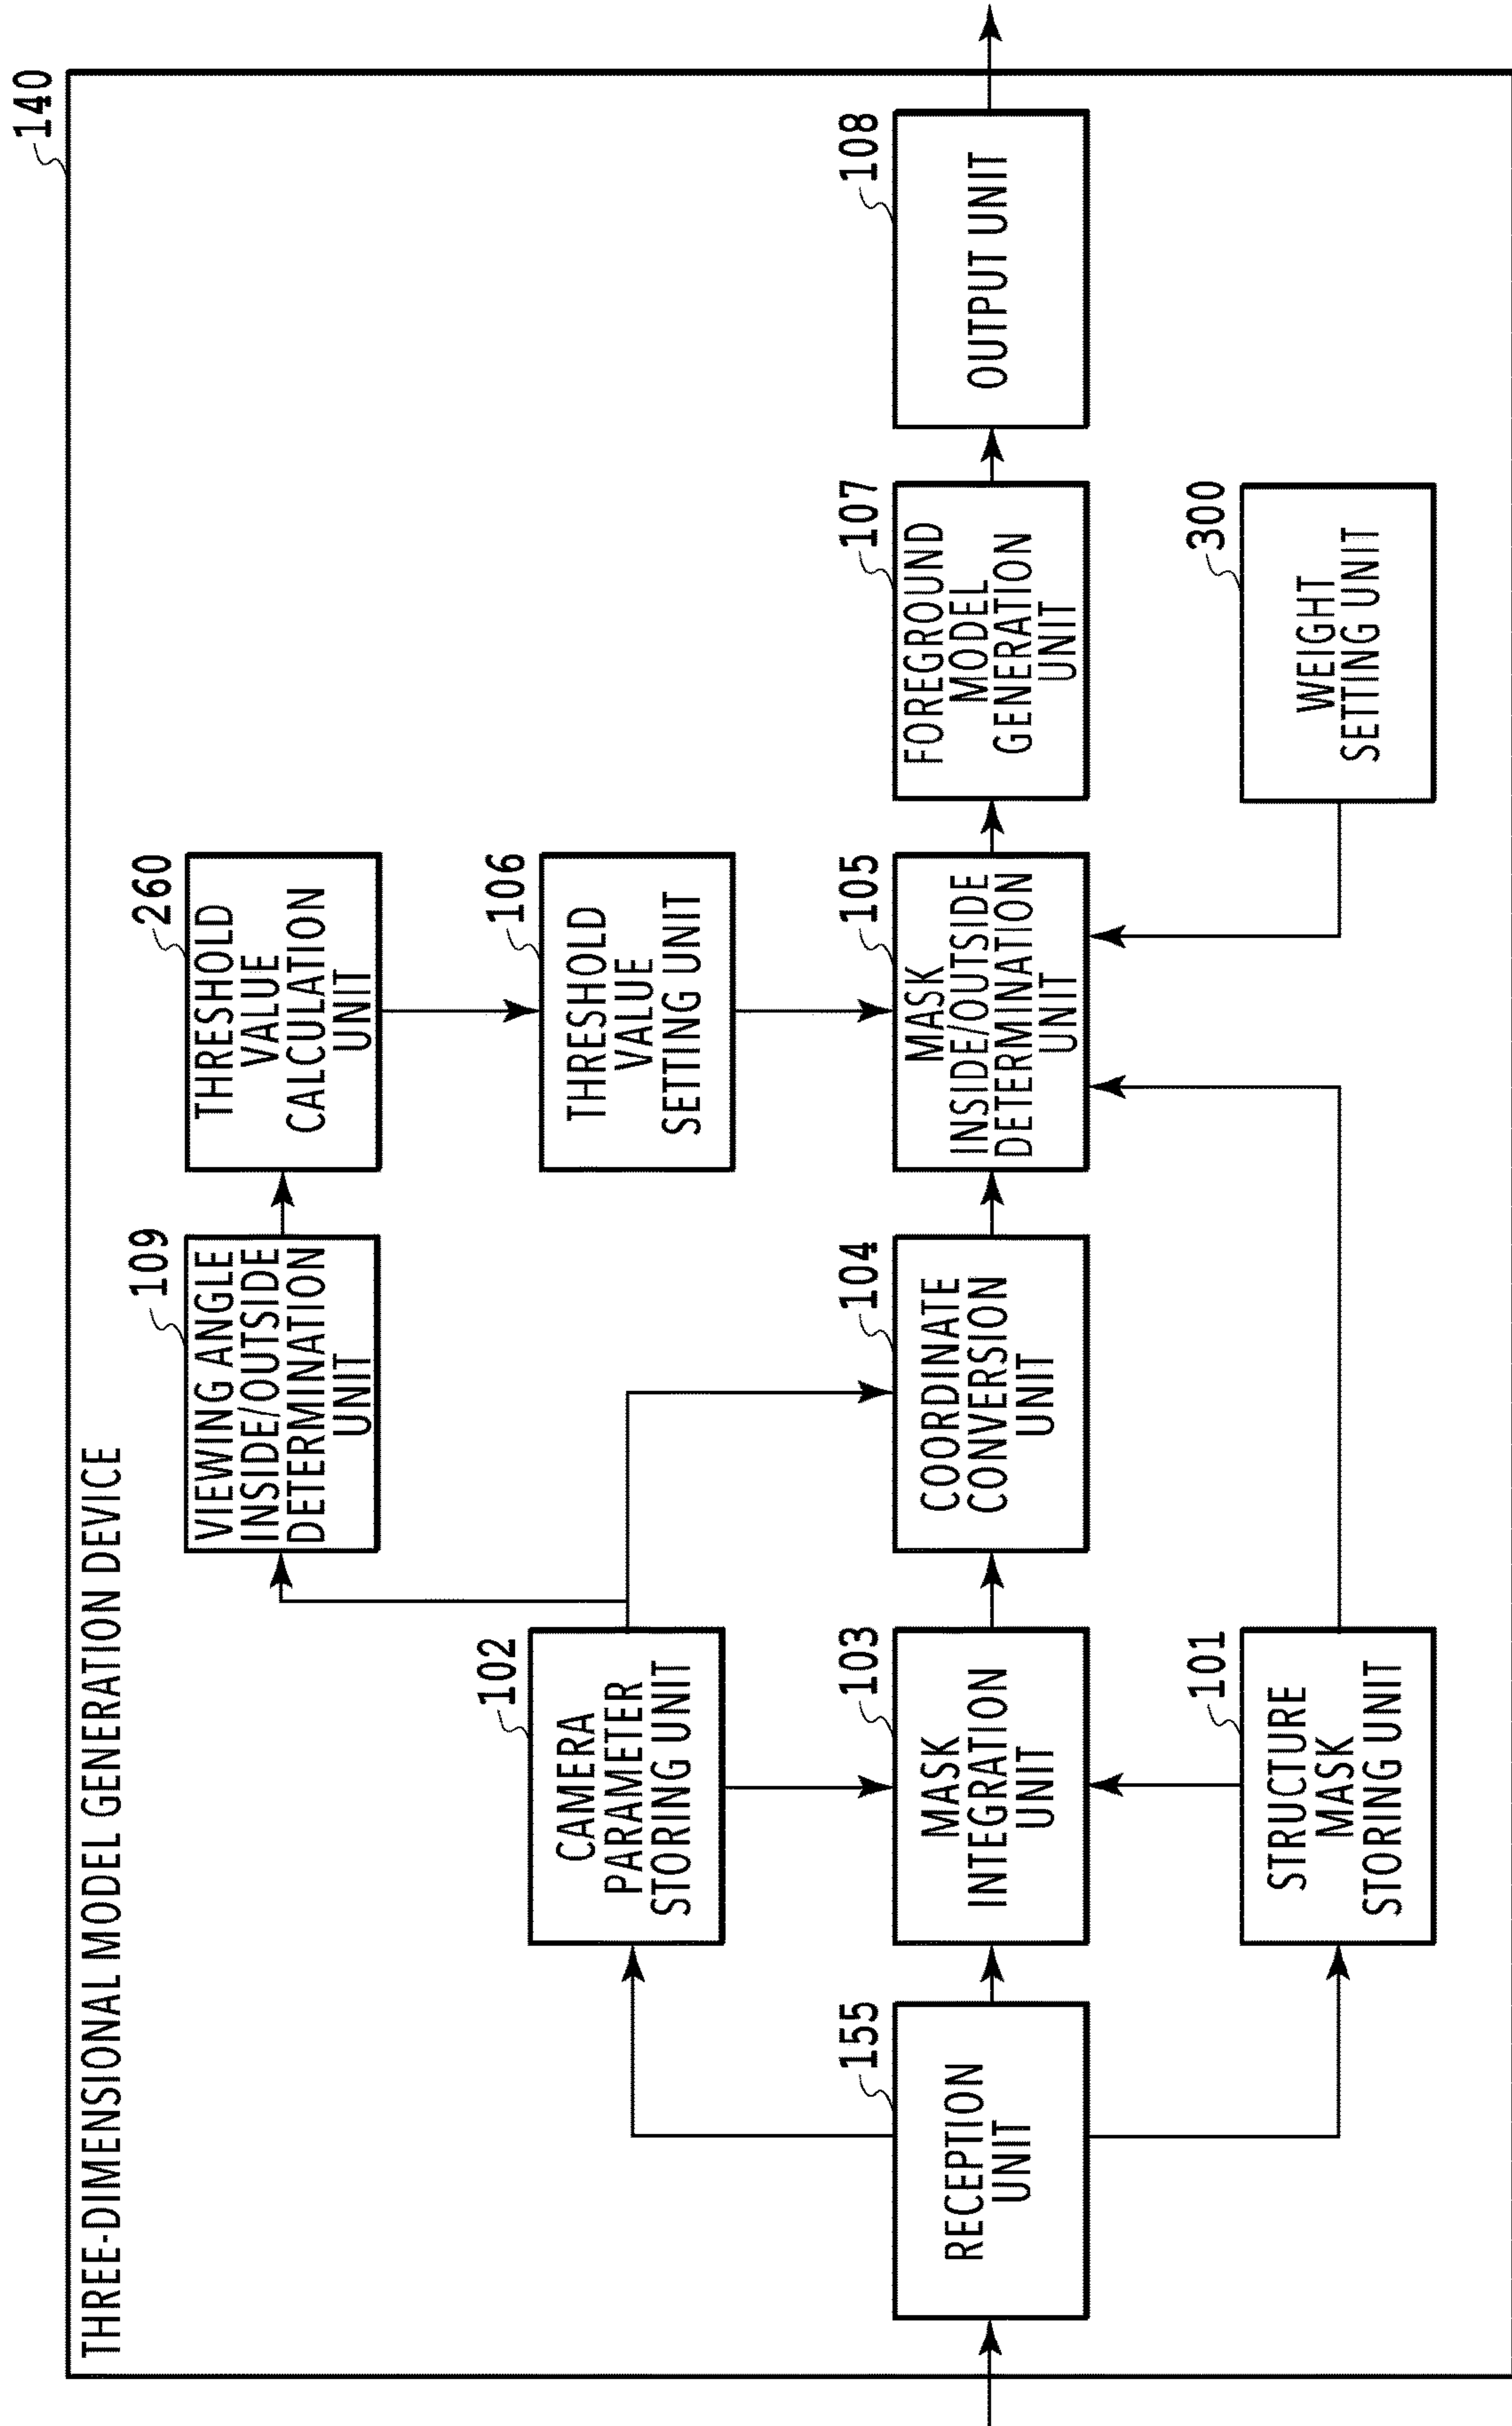 140
THREE-DIMENSIONAL MODEL GENERATION DEVICE
109
VIEWING ANGLE
INSIDE/OUTSIDE
DETERMINATION
UNIT
260
THRESHOLD
VALUE
CALCULATION
UNIT
102
CAMERA
PARAMETER
STORING UNIT
106
THRESHOLD
VALUE
SETTING UNIT
155
RECEPTION
UNIT
103
MASK
INTEGRATION
UNIT
104
COORDINATE
CONVERSION
UNIT
105
MASK
INSIDE/OUTSIDE
DETERMINATION
UNIT
107
FOREGROUND
MODEL
GENERATION
UNIT
108
OUTPUT UNIT
101
STRUCTURE
MASK
STORING UNIT
300
WEIGHT
SETTING UNIT